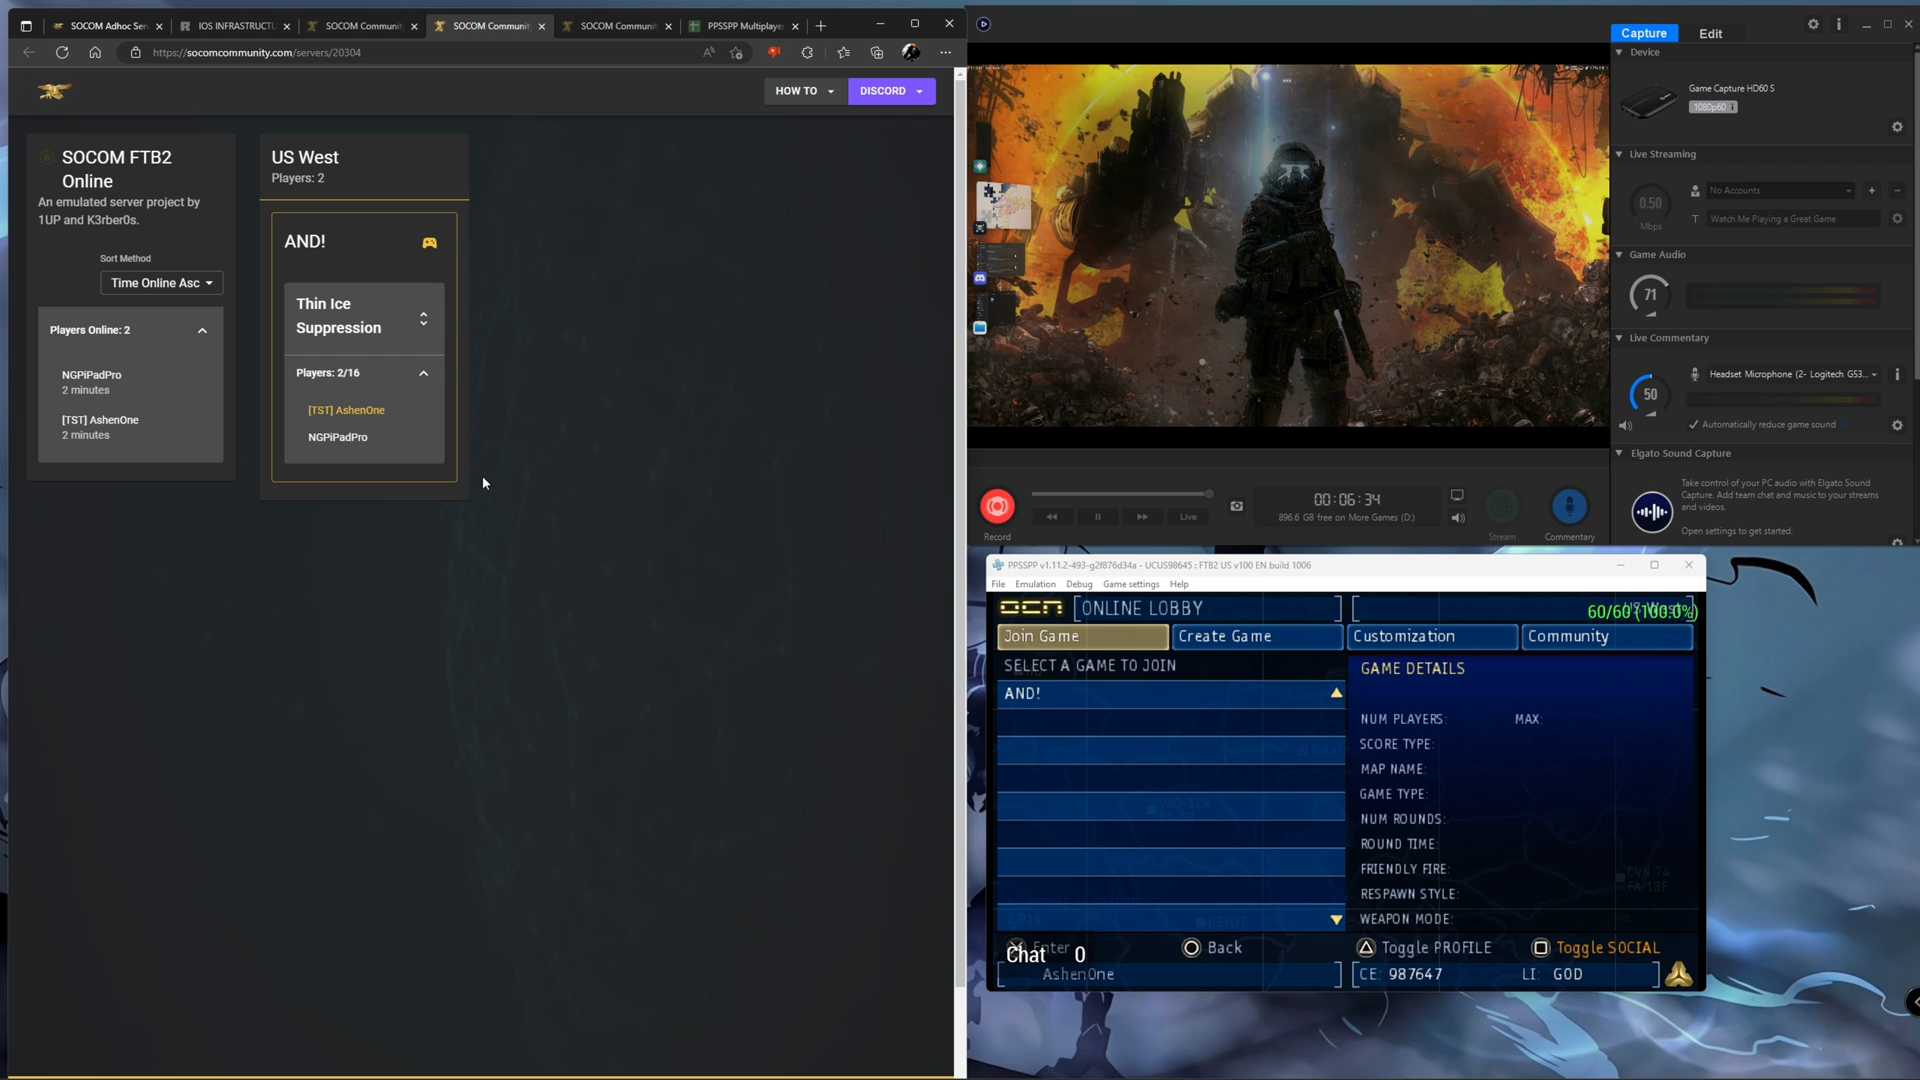 SOCOM Adhoc Ser
IOS INFRASTRUCTU
SOCOM Communit
SOCOM Communit
SOCOM Communit
PPSSPP Multiplaye
https://socomcommunity.com/servers/20304
HOW TO
DISCORD
SOCOM FTB2
Online
An emulated server project by
1UP and K3rber0s.
Sort Method
Time Online Asc
Players Online: 2
NGPiPadPro
2 minutes
[TST] AshenOne
2 minutes
US West
Players: 2
AND!
Thin Ice
Suppression
Players: 2/16
[TST] AshenOne
NGPiPadPro
Capture
Edit
Device
Game Capture HD60 S
1080p60
Live Streaming
0.50
Mbps
No Accounts
Watch Me Playing a Great Game
Game Audio
71
Live Commentary
50
Headset Microphone (2- Logitech G53...
Automatically reduce game sound
Elgato Sound Capture
Take control of your PC audio with Elgato Sound
Capture. Add team chat and music to your streams
and videos.
Open settings to get started.
Record
Live
00:06:34
896.6 GB free on More Games (D:)
Stream
Commentary
PPSSPP v1.11.2-493-g2f876d34a - UCUS98645 : FTB2 US v100 EN build 1006
File Emulation Debug Game settings Help
OCN
ONLINE LOBBY
60/60 (100.0%)
Join Game
Create Game
Customization
Community
SELECT A GAME TO JOIN
AND!
GAME DETAILS
NUM PLAYERS:
MAX:
SCORE TYPE:
MAP NAME:
GAME TYPE:
NUM ROUNDS:
ROUND TIME:
FRIENDLY FIRE:
RESPAWN STYLE:
WEAPON MODE:
Enter
Back
Toggle PROFILE
Toggle SOCIAL
Chat 0
AshenOne
CE: 987647
LI: GOD